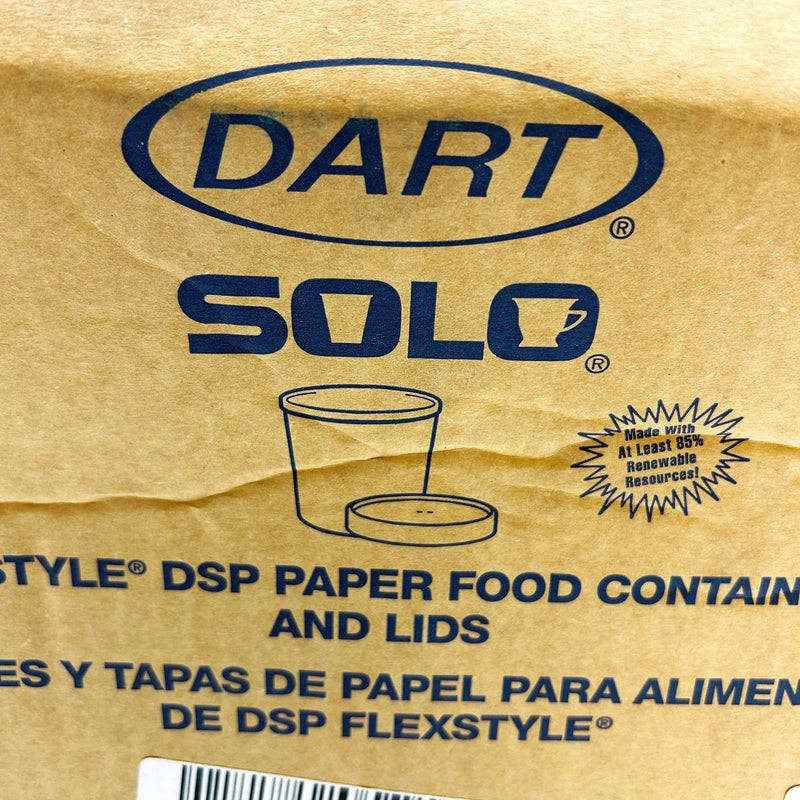 DART®
SOLO®
Made With
At Least 85%
Renewable
Resources!
STYLE® DSP PAPER FOOD CONTAIN
AND LIDS
ES Y TAPAS DE PAPEL PARA ALIMEN
DE DSP FLEXSTYLE®